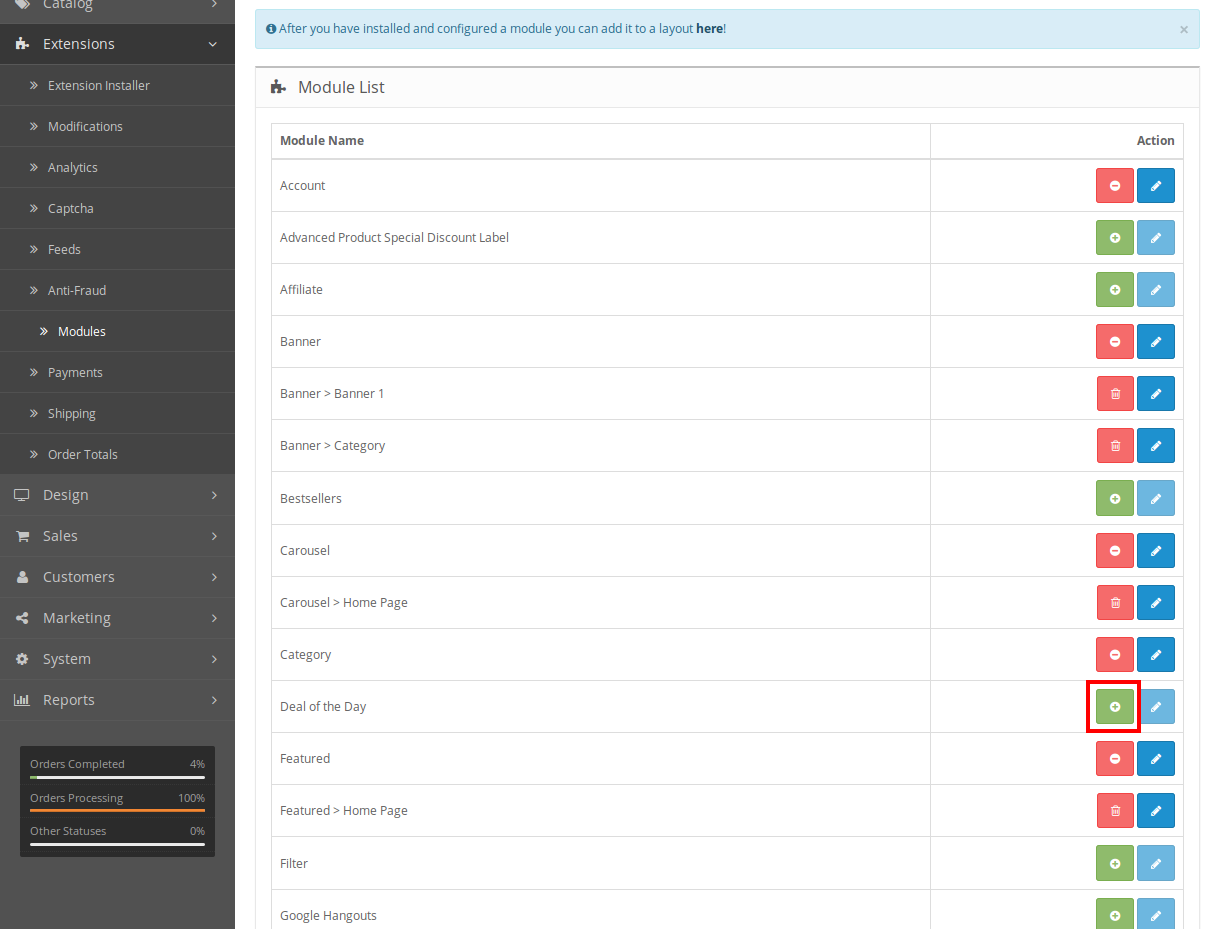 Catalog
Extensions
Extension Installer
Modifications
Analytics
Captcha
Feeds
Anti-Fraud
Modules
Payments
Shipping
Order Totals
Design
Sales
Customers
Marketing
System
Reports
Orders Completed 4%
Orders Processing 100%
Other Statuses 0%
After you have installed and configured a module you can add it to a layout here! ×
Module List
Module Name Action
Account
Advanced Product Special Discount Label
Affiliate
Banner
Banner > Banner 1
Banner > Category
Bestsellers
Carousel
Carousel > Home Page
Category
Deal of the Day
Featured
Featured > Home Page
Filter
Google Hangouts